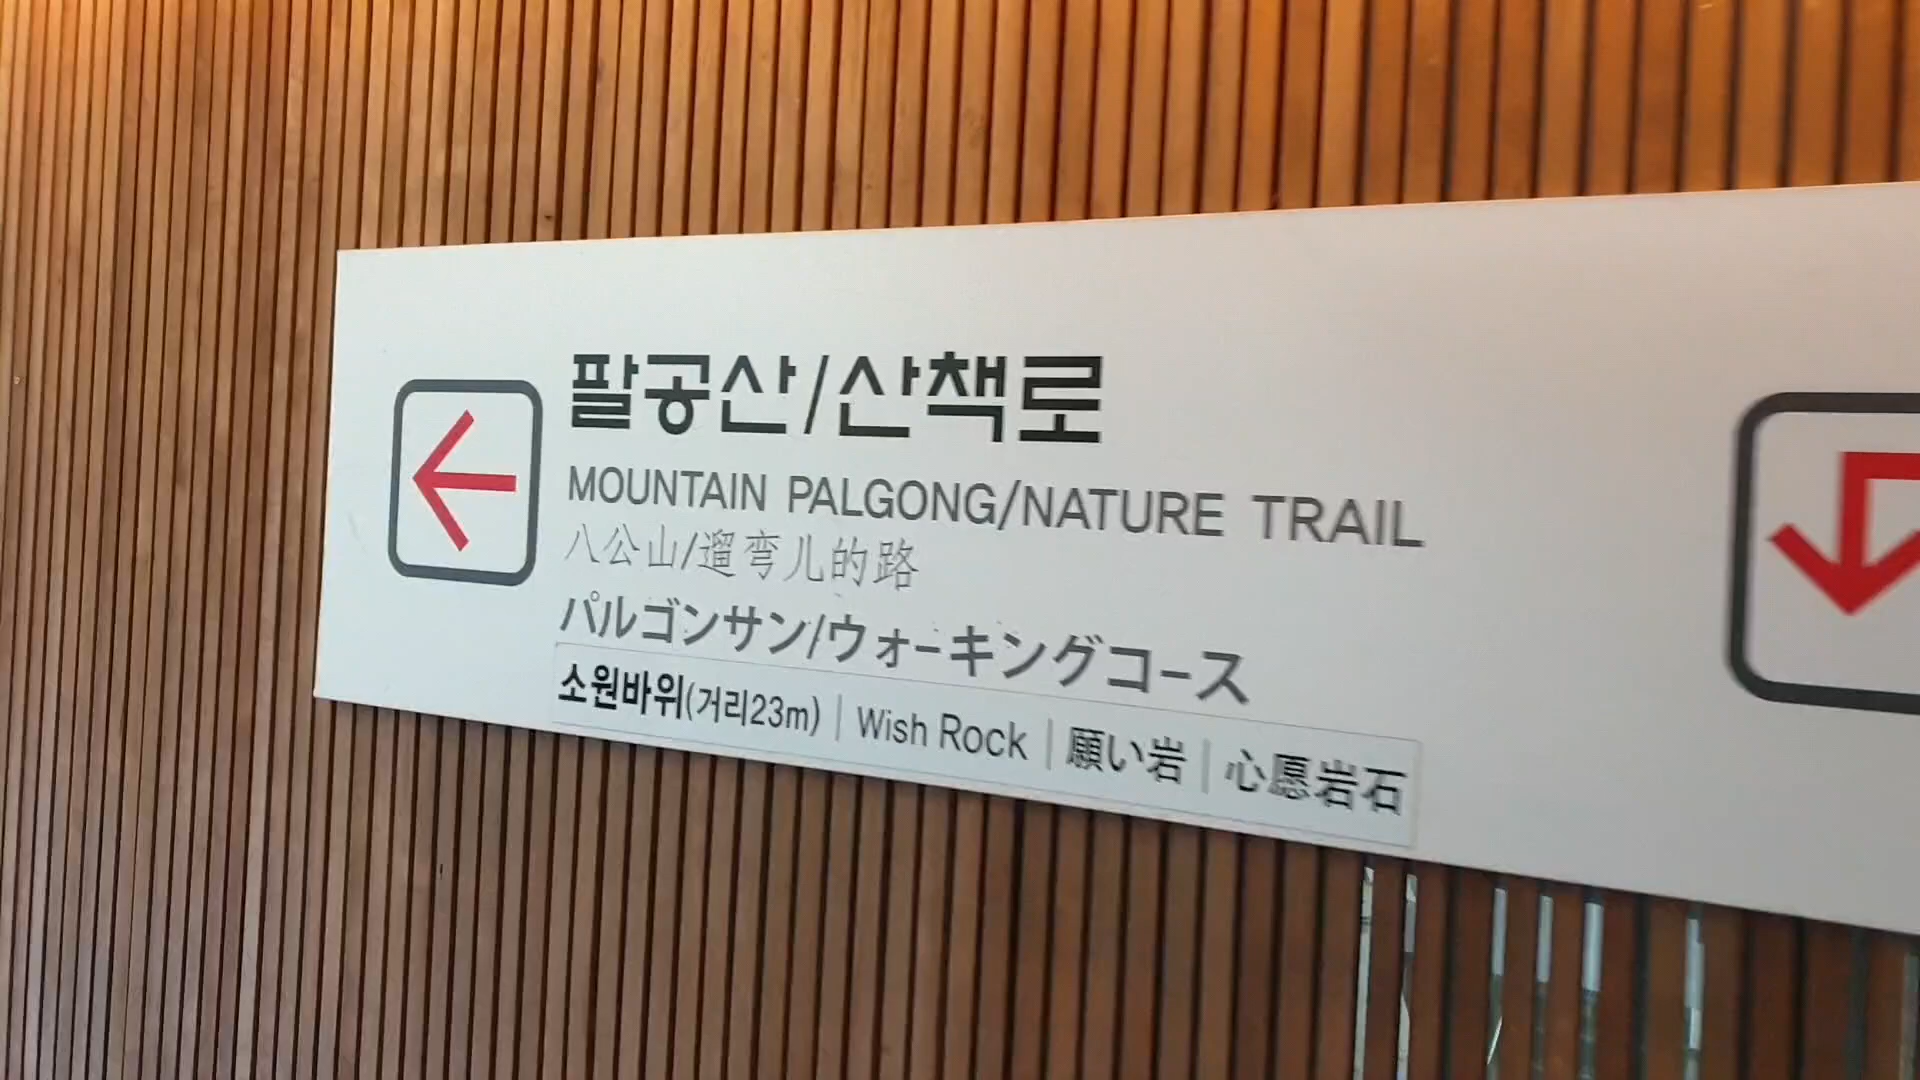 팔공산/산책로
MOUNTAIN PALGONG/NATURE TRAIL
八公山/遛弯儿的路
パルゴンサン/ウォーキングコース
소원바위(거리23m) | Wish Rock | 願い岩 | 心愿岩石